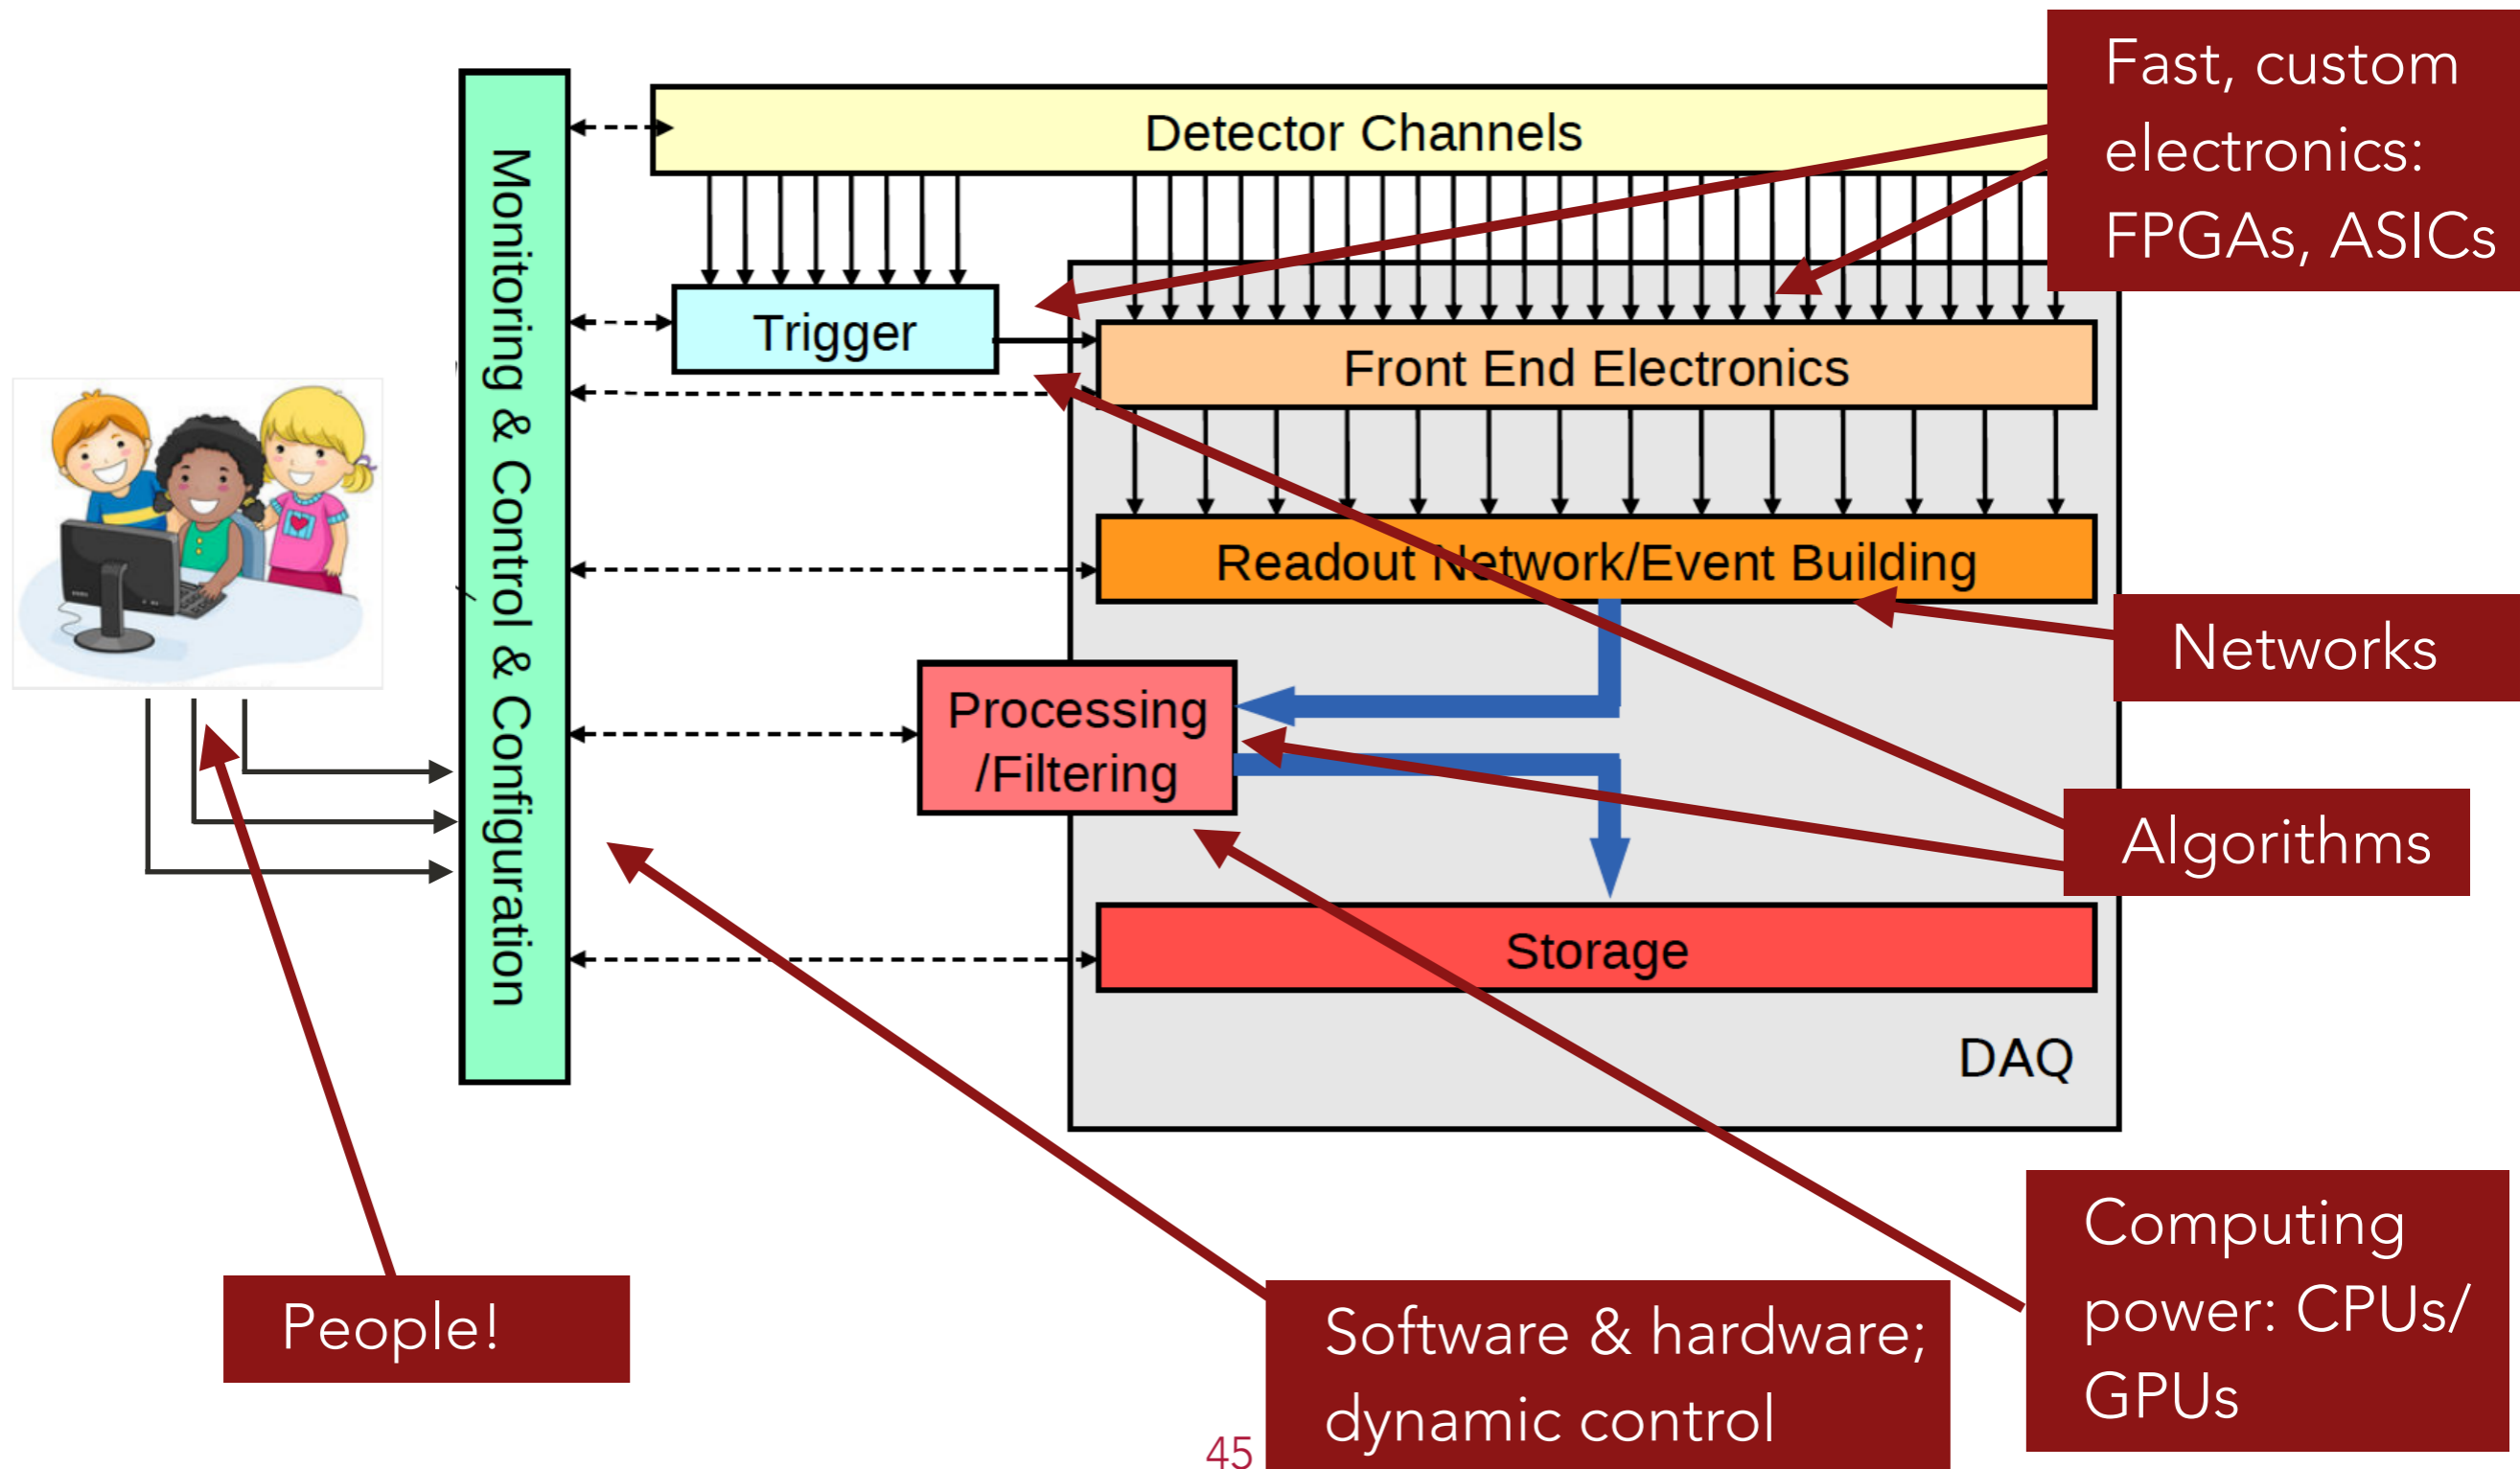 Fast, custom
electronics:
FPGAs, ASICs
Detector Channels
Monitoring & Control & Configuration
Trigger
Front End Electronics
Readout Network/Event Building
Networks
Processing
/Filtering
Algorithms
Storage
DAQ
Computing
power: CPUs/
GPUs
People!
Software & hardware;
dynamic control
45